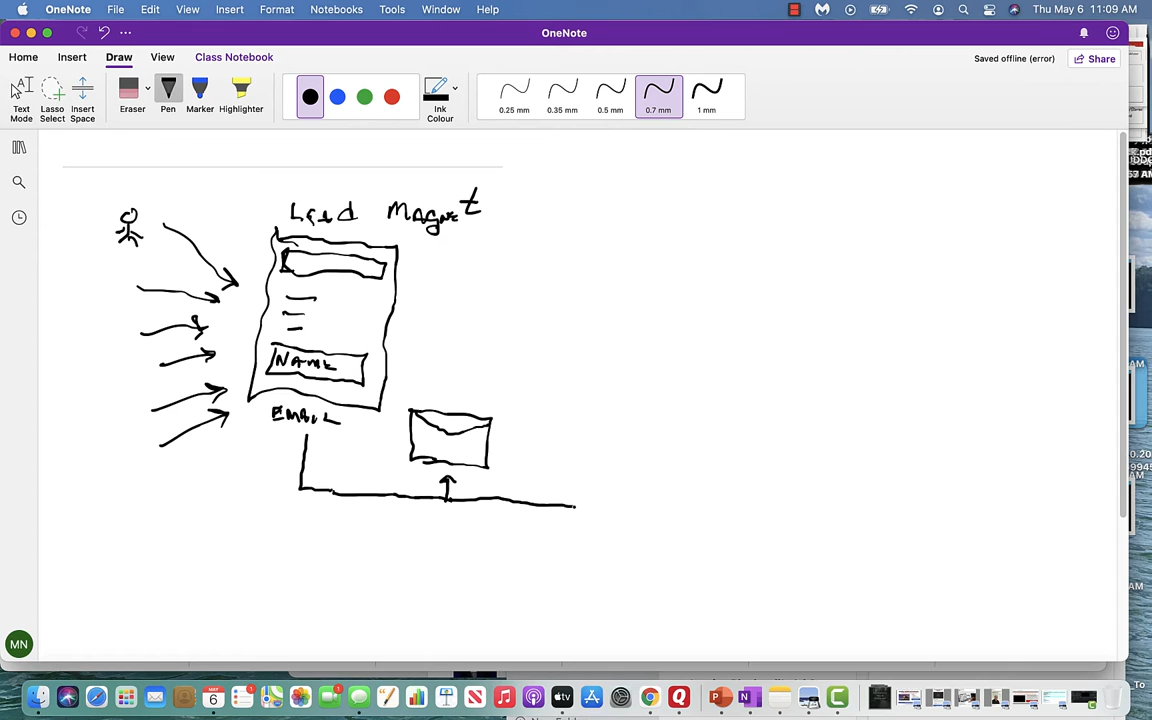 OneNote File Edit View Insert Format Notebooks Tools Window Help Thu May 6 11:09 AM
OneNote
Home Insert Draw View Class Notebook Saved offline (error) Share
Text Mode Lasso Select Insert Space Eraser Pen Marker Highlighter Ink Colour 0.25 mm 0.35 mm 0.5 mm 0.7 mm 1 mm
Lead Magnet
NAME
EMAIL
MN